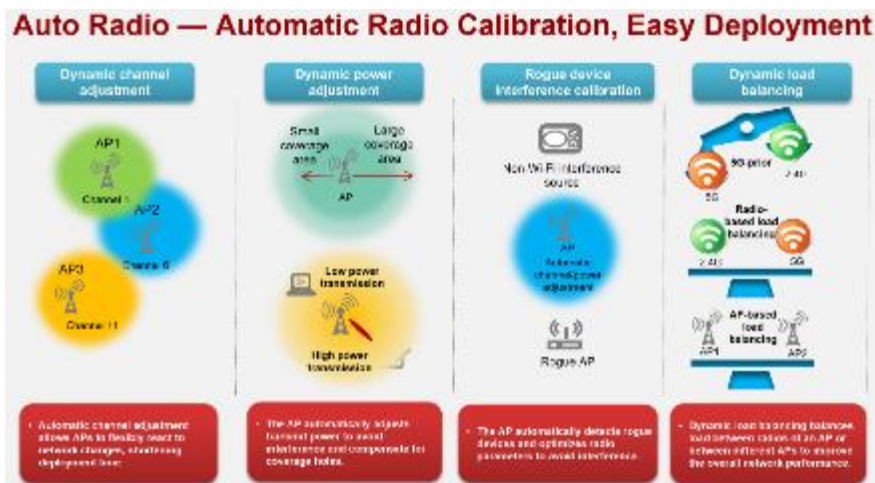 Auto Radio — Automatic Radio Calibration, Easy Deployment
Dynamic channel
adjustment
AP1
Channel 1
AP2
Channel 6
AP3
Channel 11
• Automatic channel adjustment
allows APs to flexibly react to
network changes, shortening
deployment time.
Dynamic power
adjustment
Small
coverage
area
Large
coverage
area
AP
Low power
transmission
High power
transmission
• The AP automatically adjusts
transmit power to avoid
interference and compensate for
coverage holes.
Rogue device
interference calibration
Non-Wi-Fi interference
source
AP
Automatic
channel/power
adjustment
Rogue AP
• The AP automatically detects rogue
devices and optimizes radio
parameters to avoid interference.
Dynamic load
balancing
5G-prior
5G
2.4G
Radio-
based load
balancing
2.4G
5G
AP-based
load
balancing
AP1
AP2
• Dynamic load balancing balances
load between radios of an AP or
between different APs to improve
the overall network performance.